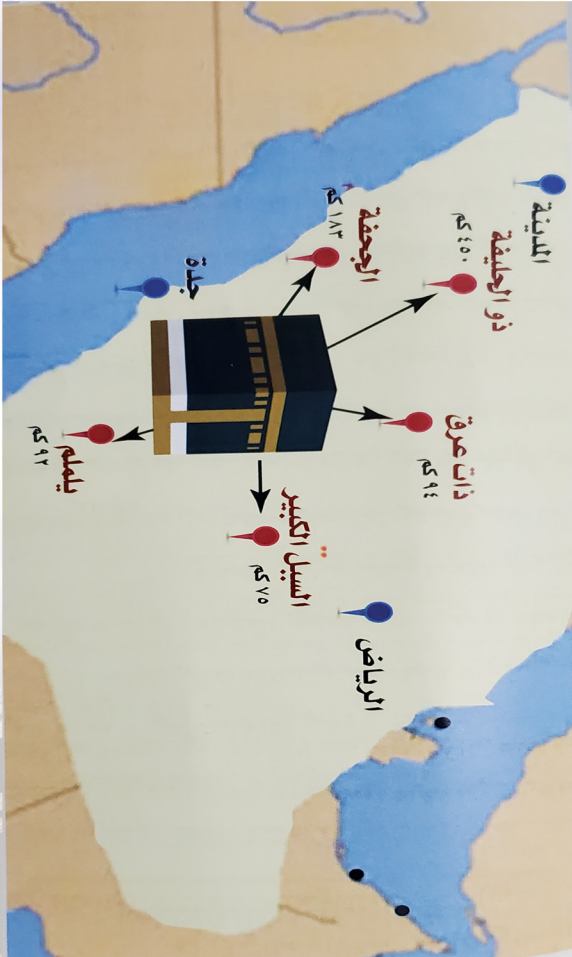 المدينة
ذو الحليفة
٤٥٠ كم
الجحفة
١٨٣ كم
جدة
ذات عرق
٩٤ كم
يلملم
٩٢ كم
السيل الكبير
٧٥ كم
الرياض